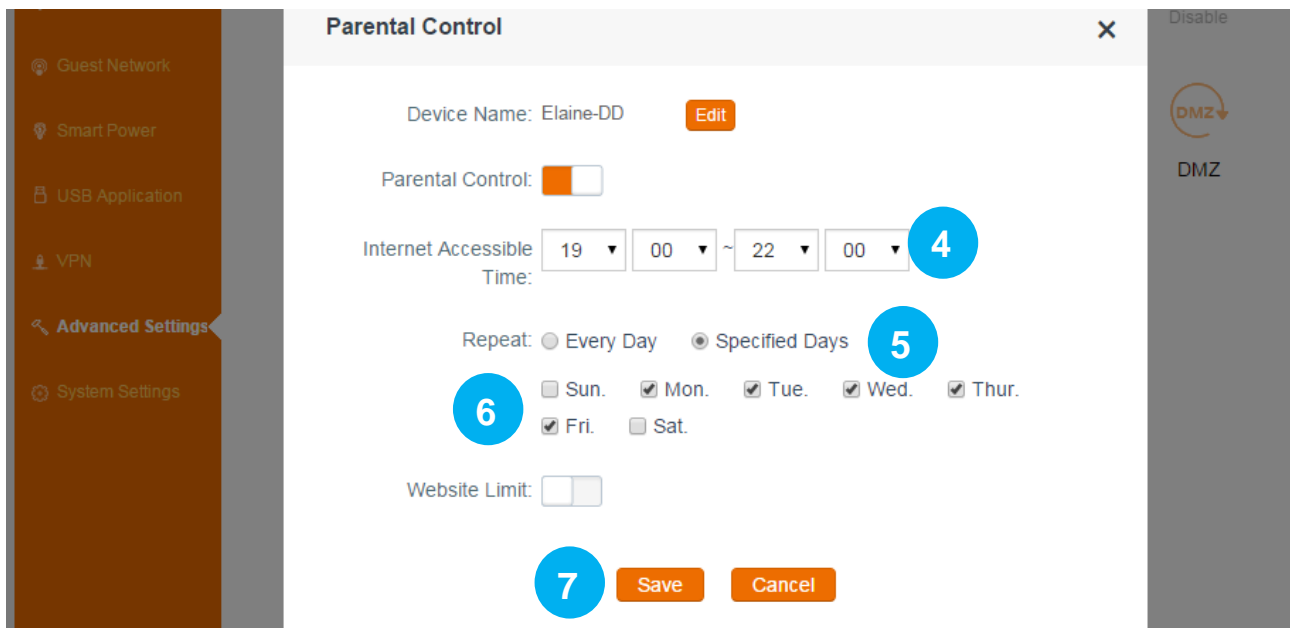 Parental Control
×
Disable
Guest Network
Device Name: Elaine-DD Edit
DMZ
Smart Power
DMZ
Parental Control:
USB Application
Internet Accessible Time: 19 00 ~ 22 00 4
VPN
Advanced Settings
Repeat: Every Day Specified Days 5
System Settings
6 Sun. Mon. Tue. Wed. Thur.
Fri. Sat.
Website Limit:
7 Save Cancel